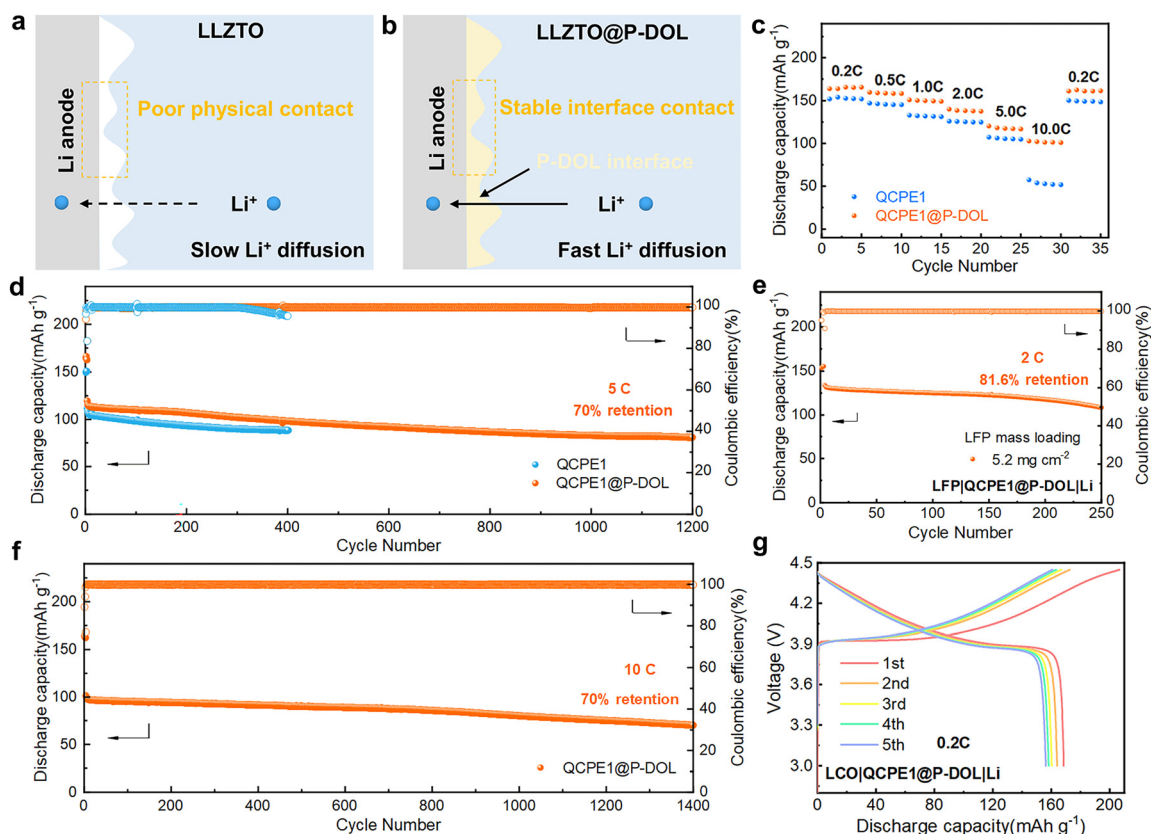 a
LLZTO
Li anode
Poor physical contact
Li⁺
Slow Li⁺ diffusion
b
LLZTO@P-DOL
Li anode
Stable interface contact
P-DOL interface
Li⁺
Fast Li⁺ diffusion
c
Discharge capacity(mAh g⁻¹)
200
150
100
50
0
0.2C
0.5C
1.0C
2.0C
5.0C
10.0C
0.2C
QCPE1
QCPE1@P-DOL
0 5 10 15 20 25 30 35
Cycle Number
d
Discharge capacity(mAh g⁻¹)
200
150
100
50
0
5 C
70% retention
QCPE1
QCPE1@P-DOL
100
80
60
40
20
0
Coulombic efficiency(%)
0 200 400 600 800 1000 1200
Cycle Number
e
Discharge capacity(mAh g⁻¹)
200
150
100
50
0
2 C
81.6% retention
LFP mass loading
5.2 mg cm⁻²
LFP|QCPE1@P-DOL|Li
100
80
60
40
20
0
Coulombic efficiency(%)
0 50 100 150 200 250
Cycle Number
f
Discharge capacity(mAh g⁻¹)
200
150
100
50
0
10 C
70% retention
QCPE1@P-DOL
100
80
60
40
20
0
Coulombic efficiency(%)
0 200 400 600 800 1000 1200 1400
Cycle Number
g
Voltage (V)
4.5
4.2
3.9
3.6
3.3
3.0
1st
2nd
3rd
4th
5th
0.2C
LCO|QCPE1@P-DOL|Li
0 40 80 120 160 200
Discharge capacity(mAh g⁻¹)